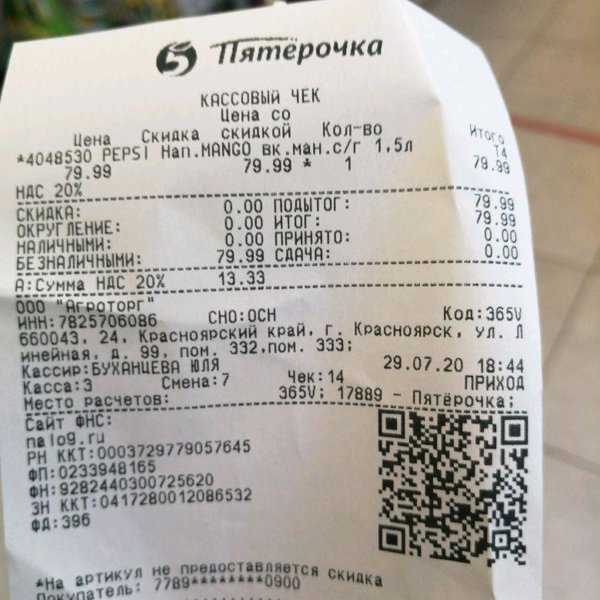 5 Пятёрочка
КАССОВЫЙ ЧЕК
Цена со
Цена Скидка скидкой Кол-во Итого
*4048530 PEPSI Нап.MANGO вк.ман.с/г 1,5л Т4
79.99 79.99 * 1 79.99
НДС 20%
СКИДКА: 0.00 ПОДЫТОГ: 79.99
ОКРУГЛЕНИЕ: 0.00 ИТОГ: 79.99
НАЛИЧНЫМИ: 0.00 ПРИНЯТО: 0.00
БЕЗНАЛИЧНЫМИ: 79.99 СДАЧА: 0.00
А:Сумма НДС 20% 13.33
ООО "Агроторг"
ИНН:7825706086 СНО:ОСН Код:365V
660043, 24, Красноярский край, г. Красноярск, ул. Л
инейная, д. 99, пом. 332,пом. 333;
Кассир:БУХАНЦЕВА ЮЛЯ 29.07.20 18:44
Касса:3 Смена:7 Чек:14 ПРИХОД
Место расчетов: 365V; 17889 - Пятёрочка;
Сайт ФНС:
nalog.ru
РН ККТ:0003729779057645
ФП:0233948165
ФН:9282440300725620
ЗН ККТ:0417280012086532
ФД:396
*На артикул не предоставляется скидка
Покупатель: 7789********0900